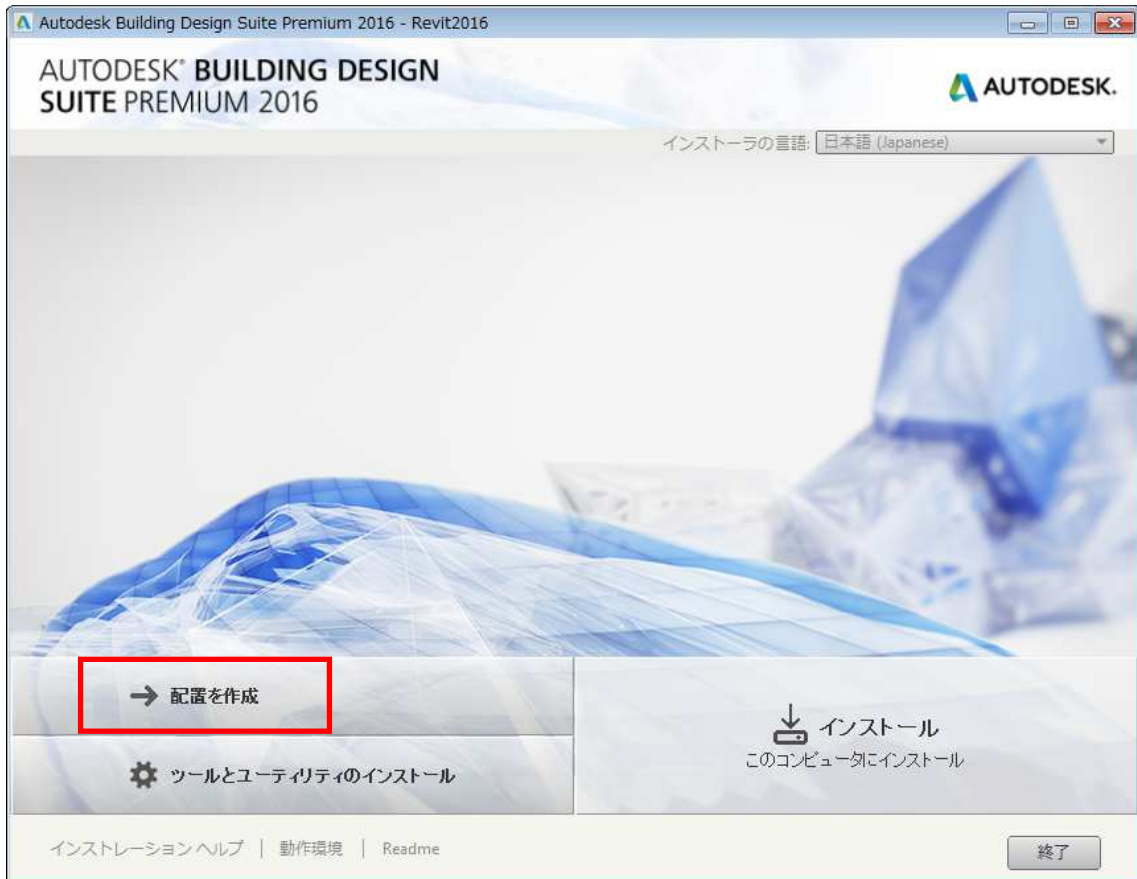 Autodesk Building Design Suite Premium 2016 - Revit2016
AUTODESK® BUILDING DESIGN
SUITE PREMIUM 2016
AUTODESK.
インストーラの言語: 日本語 (Japanese)
配置を作成
ツールとユーティリティのインストール
インストール
このコンピュータにインストール
インストレーション ヘルプ | 動作環境 | Readme
終了